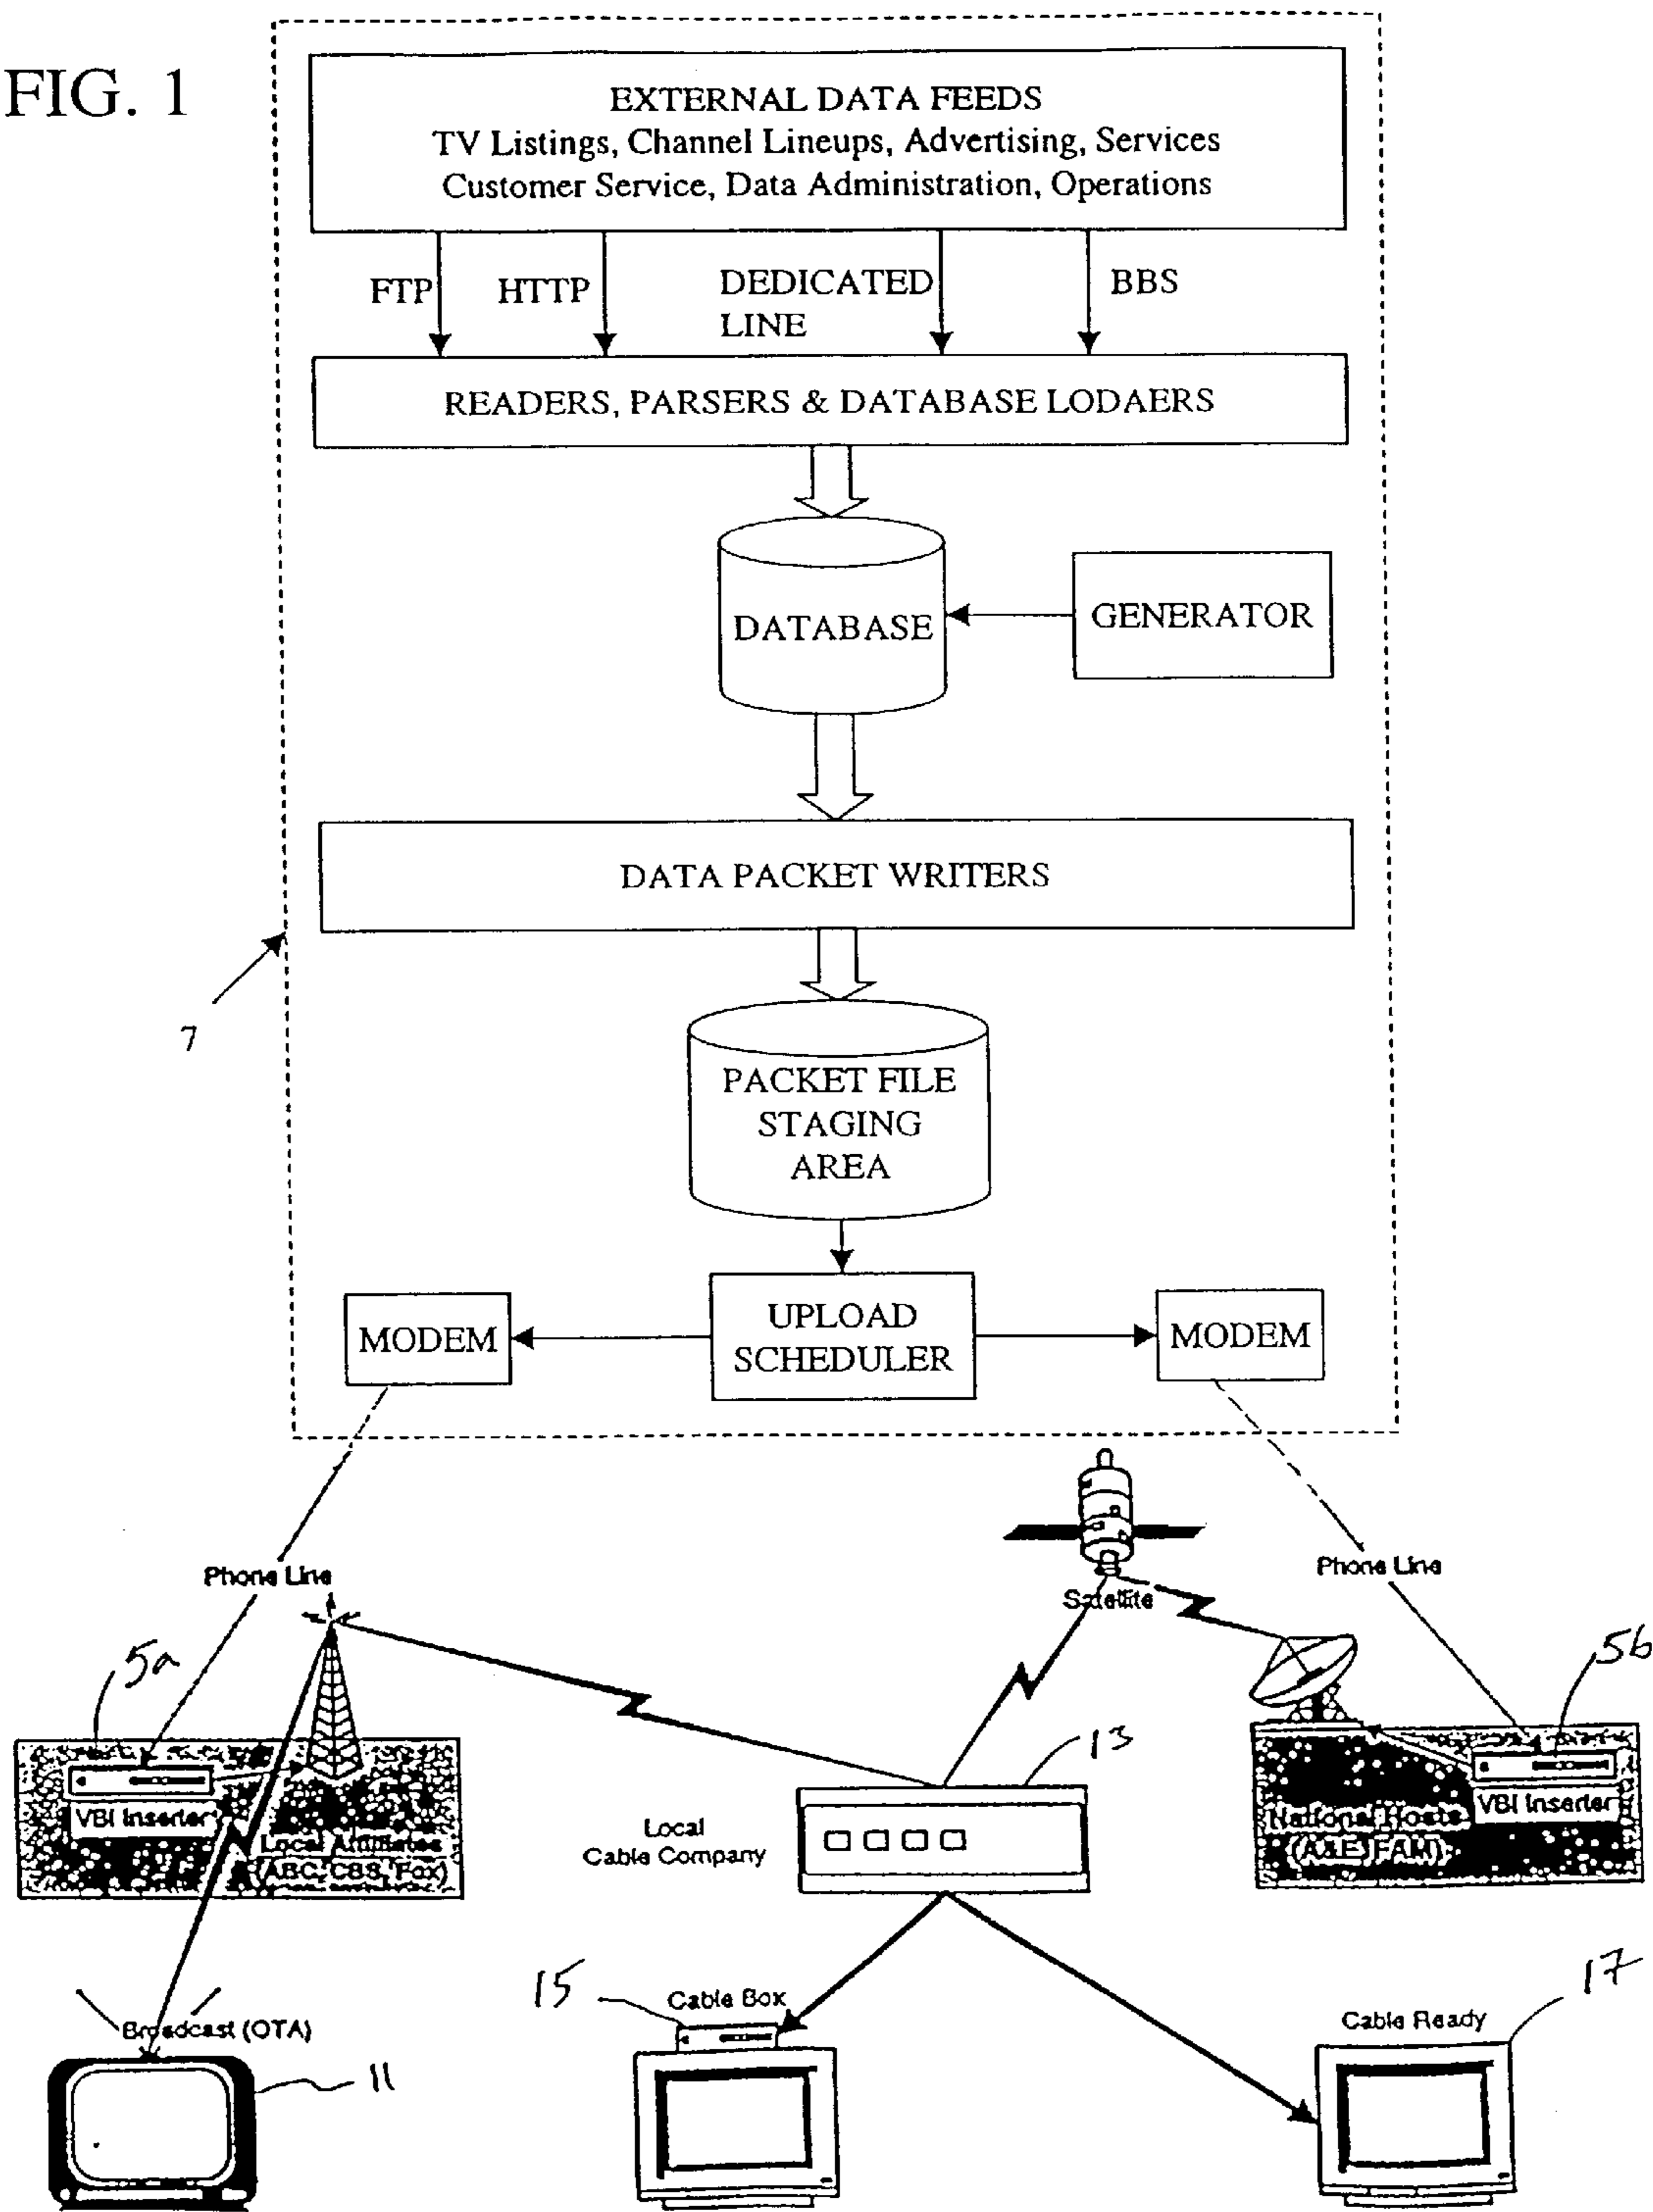 FIG. 1
EXTERNAL DATA FEEDS
TV Listings, Channel Lineups, Advertising, Services
Customer Service, Data Administration, Operations
FTP
HTTP
DEDICATED
LINE
BBS
READERS, PARSERS & DATABASE LODAERS
DATABASE
GENERATOR
DATA PACKET WRITERS
7
PACKET FILE
STAGING
AREA
MODEM
UPLOAD
SCHEDULER
MODEM
Phone Line
Satellite
Phone Line
5a
5b
13
VBI Inserter
Local Affiliates
(ABC, CBS, Fox)
Local
Cable Company
National Hosts
(A&E, FAM)
VBI Inserter
15
Cable Box
17
Cable Ready
Broadcast (OTA)
11